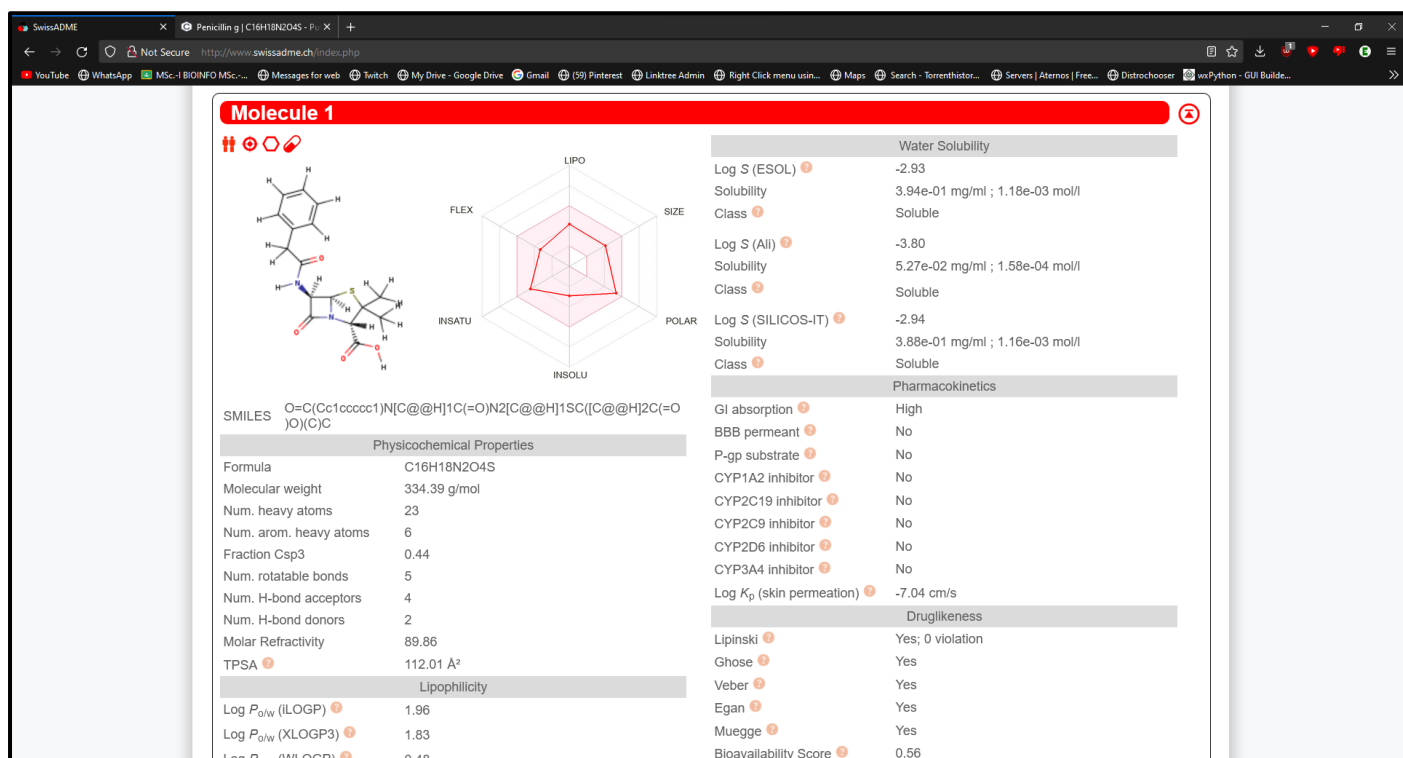 SwissADME
Penicillin g | C16H18N2O4S - Pu
Not Secure http://www.swissadme.ch/index.php
1
E
YouTube WhatsApp MSc.-I BIOINFO MSc.-... Messages for web Twitch My Drive - Google Drive Gmail (59) Pinterest Linktree Admin Right Click menu usin... Maps Search - Torrenthistor... Servers | Aternos | Free... Distrochooser wxPython - GUI Builde...
Molecule 1
LIPO
FLEX
SIZE
INSATU
POLAR
INSOLU
SMILES O=C(Cc1ccccc1)N[C@@H]1C(=O)N2[C@@H]1SC([C@@H]2C(=O
)O)(C)C
Physicochemical Properties
Formula C16H18N2O4S
Molecular weight 334.39 g/mol
Num. heavy atoms 23
Num. arom. heavy atoms 6
Fraction Csp3 0.44
Num. rotatable bonds 5
Num. H-bond acceptors 4
Num. H-bond donors 2
Molar Refractivity 89.86
TPSA 112.01 Å²
Lipophilicity
Log Po/w (iLOGP) 1.96
Log Po/w (XLOGP3) 1.83
Water Solubility
Log S (ESOL) -2.93
Solubility 3.94e-01 mg/ml ; 1.18e-03 mol/l
Class Soluble
Log S (Ali) -3.80
Solubility 5.27e-02 mg/ml ; 1.58e-04 mol/l
Class Soluble
Log S (SILICOS-IT) -2.94
Solubility 3.88e-01 mg/ml ; 1.16e-03 mol/l
Class Soluble
Pharmacokinetics
GI absorption High
BBB permeant No
P-gp substrate No
CYP1A2 inhibitor No
CYP2C19 inhibitor No
CYP2C9 inhibitor No
CYP2D6 inhibitor No
CYP3A4 inhibitor No
Log Kp (skin permeation) -7.04 cm/s
Druglikeness
Lipinski Yes; 0 violation
Ghose Yes
Veber Yes
Egan Yes
Muegge Yes
Bioavailability Score 0.56